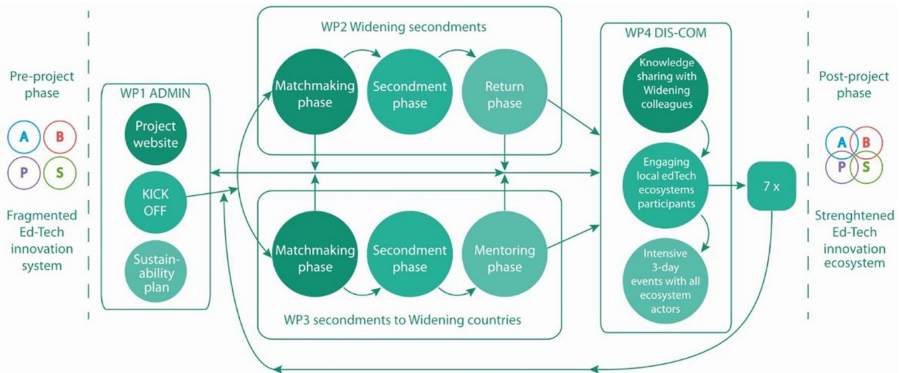 Pre-project
phase
A
B
P
S
Fragmented
Ed-Tech
innovation
system
WP1 ADMIN
Project
website
KICK
OFF
Sustain-
ability
plan
WP2 Widening secondments
Matchmaking
phase
Secondment
phase
Return
phase
Matchmaking
phase
Secondment
phase
Mentoring
phase
WP3 secondments to Widening countries
WP4 DIS-COM
Knowledge
sharing with
Widening
colleagues
Engaging
local edTech
ecosystems
participants
Intensive
3-day
events with all
ecosystem
actors
7 x
Post-project
phase
A
B
P
S
Strenghtened
Ed-Tech
innovation
ecosystem